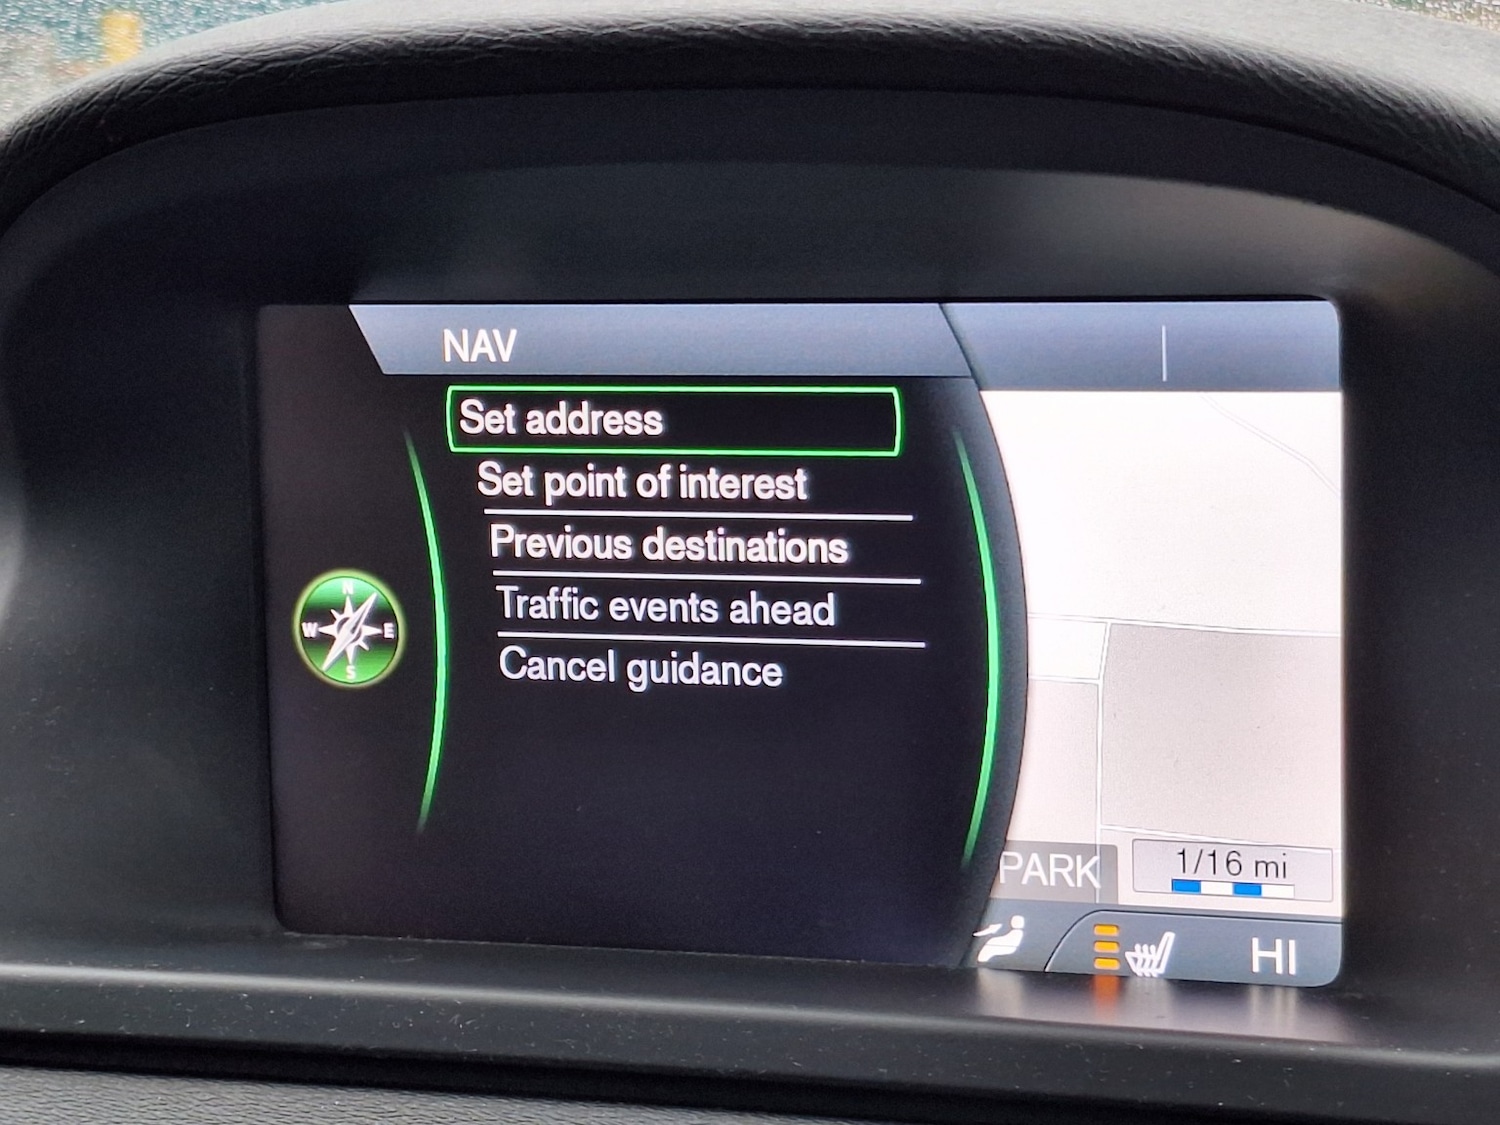 NAV
Set address
Set point of interest
Previous destinations
Traffic events ahead
Cancel guidance
N
W E
S
PARK
1/16 mi
HI